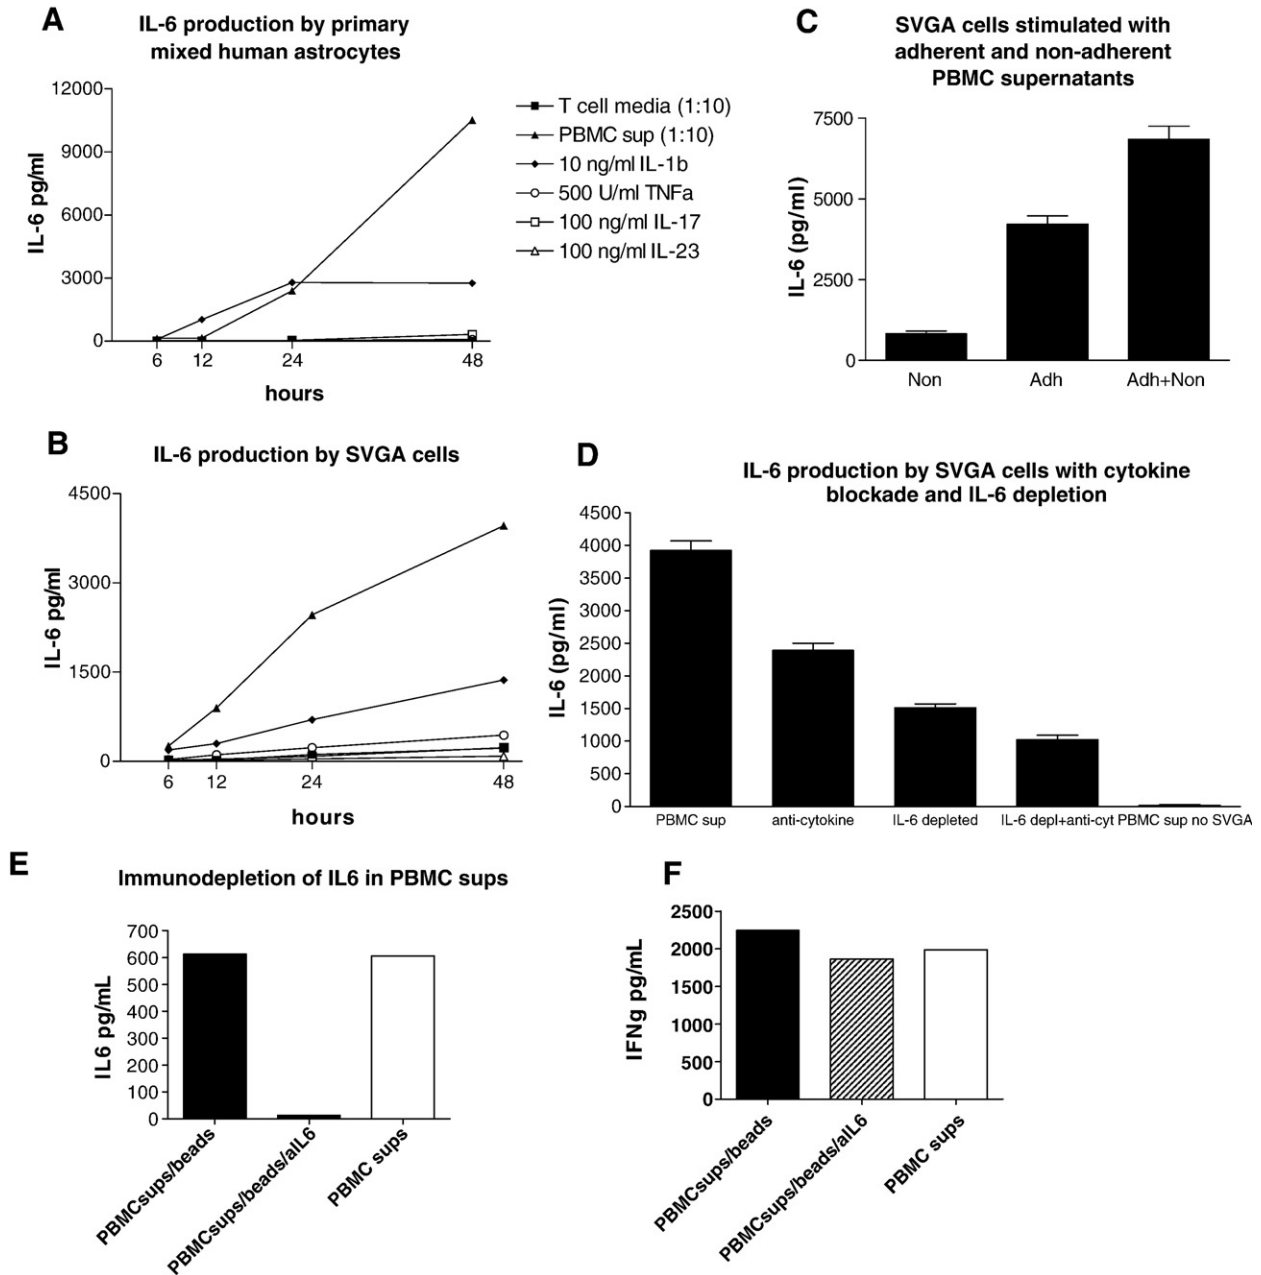 A
IL-6 production by primary
mixed human astrocytes
12000
9000
6000
3000
0
IL-6 pg/ml
6 12 24 48
hours
T cell media (1:10)
PBMC sup (1:10)
10 ng/ml IL-1b
500 U/ml TNFa
100 ng/ml IL-17
100 ng/ml IL-23
C
SVGA cells stimulated with
adherent and non-adherent
PBMC supernatants
7500
5000
2500
0
IL-6 (pg/ml)
Non Adh Adh+Non
B
IL-6 production by SVGA cells
4500
3000
1500
0
IL-6 pg/ml
6 12 24 48
hours
D
IL-6 production by SVGA cells with cytokine
blockade and IL-6 depletion
4500
4000
3500
3000
2500
2000
1500
1000
500
0
IL-6 (pg/ml)
PBMC sup anti-cytokine IL-6 depleted IL-6 depl+anti-cyt PBMC sup no SVGA
E
Immunodepletion of IL6 in PBMC sups
700
600
500
400
300
200
100
0
IL6 pg/mL
PBMCsups/beads
PBMCsups/beads/aIL6
PBMC sups
F
2500
2000
1500
1000
500
0
IFNg pg/mL
PBMCsups/beads
PBMCsups/beads/aIL6
PBMC sups